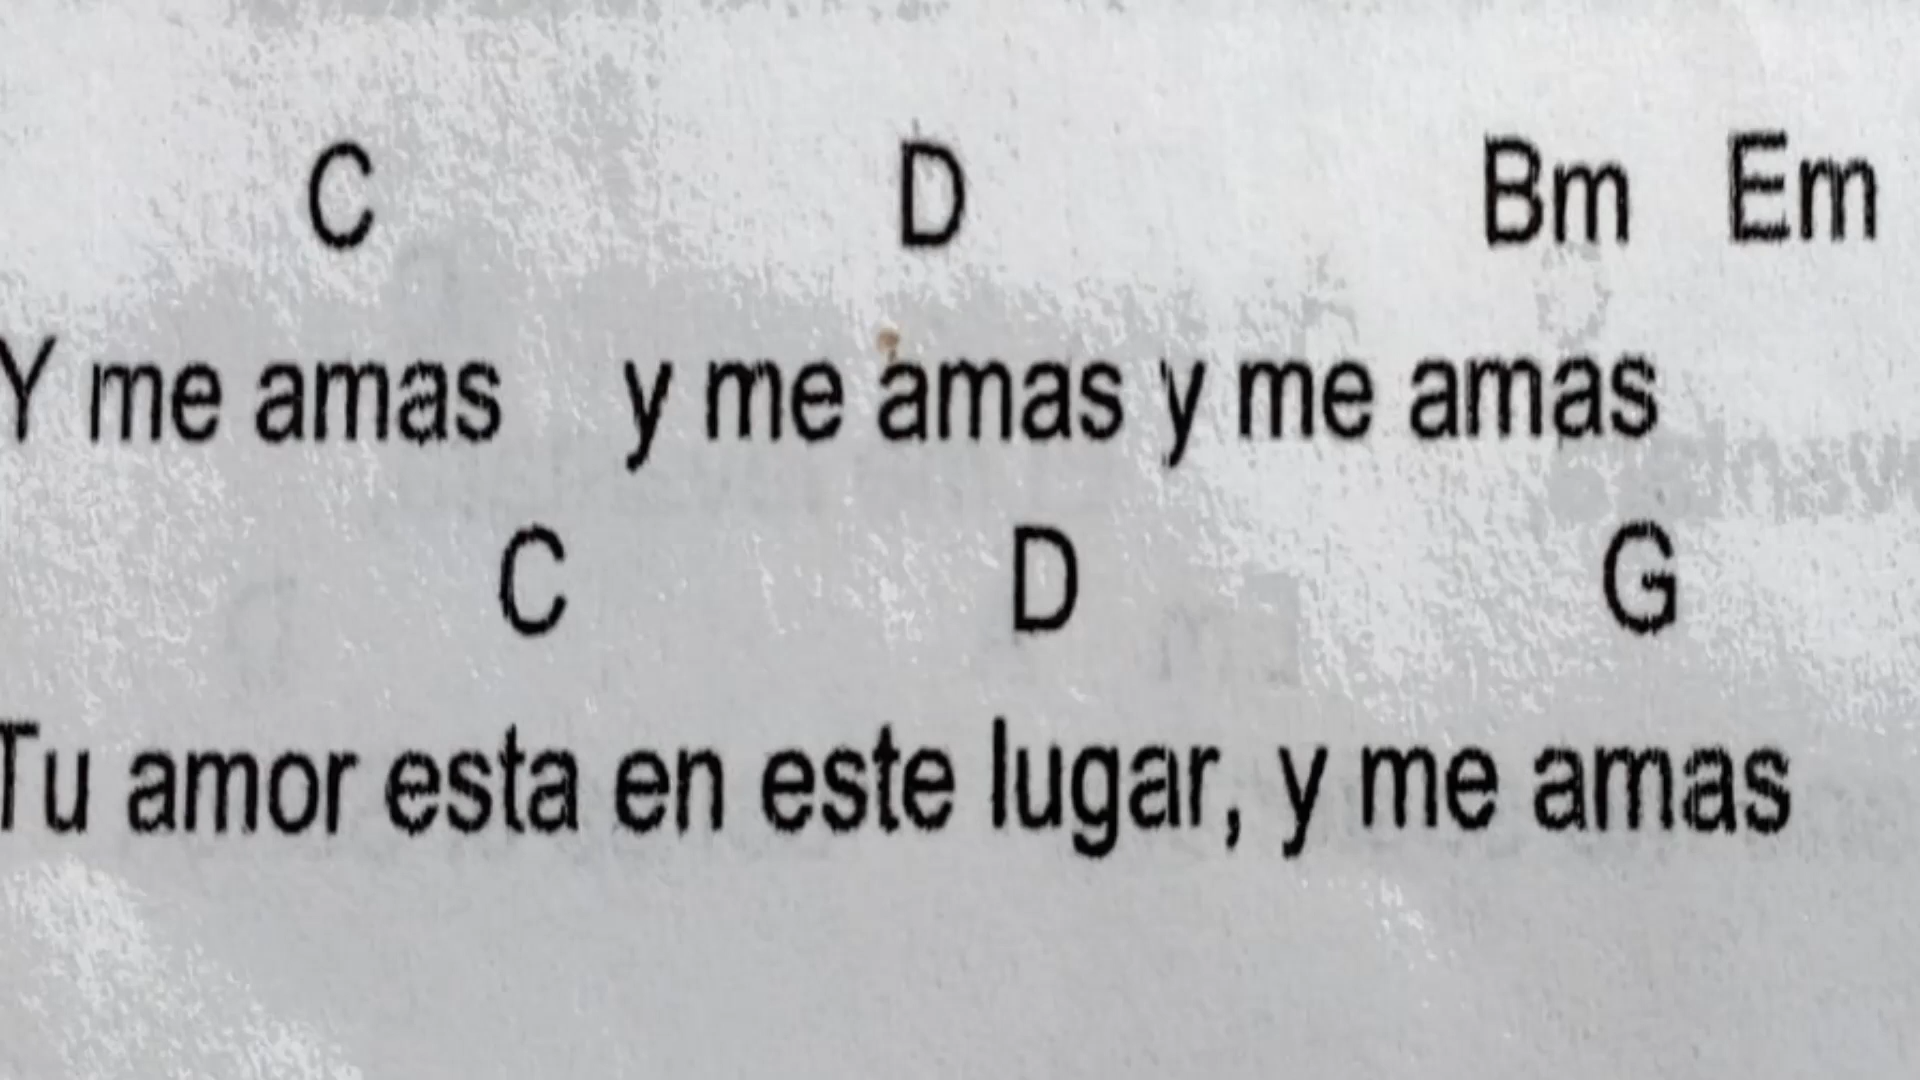 C D Bm Em
Y me amas y me amas y me amas
C D G
Tu amor esta en este lugar, y me amas